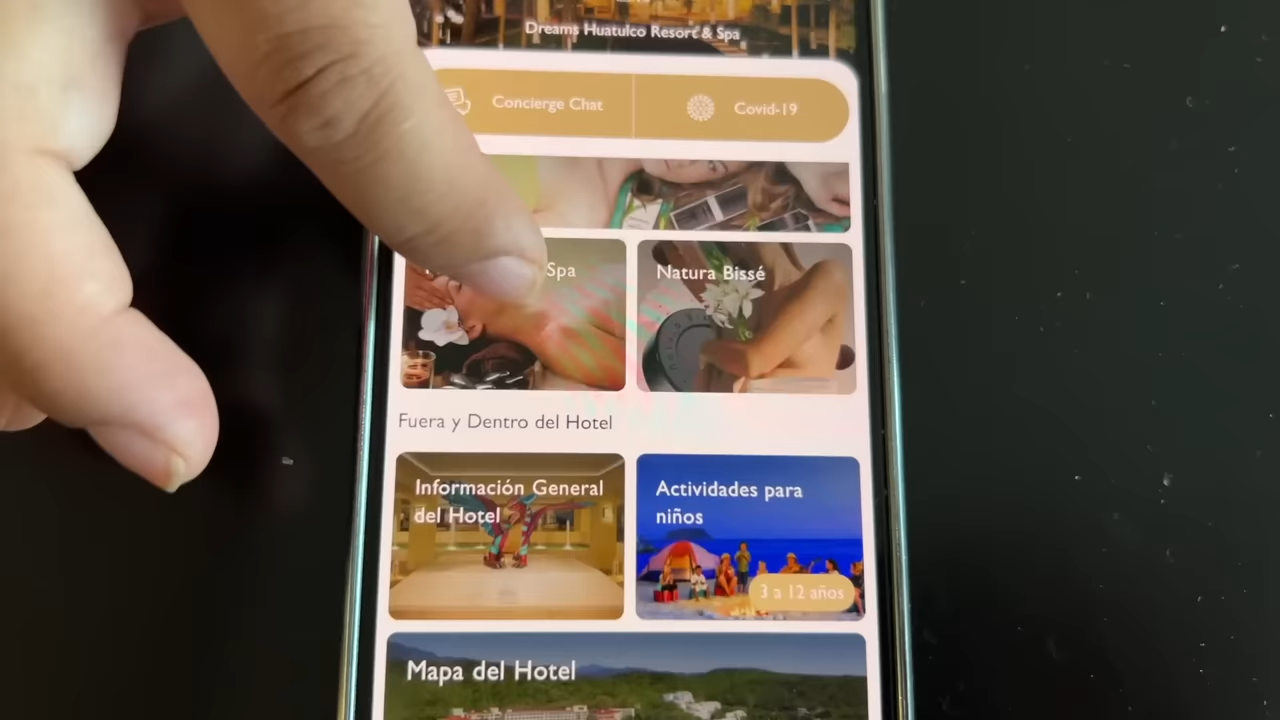 Dreams Huatulco Resort & Spa
Concierge Chat
Covid-19
Spa
Natura Bissé
Fuera y Dentro del Hotel
Información General
del Hotel
Actividades para
niños
3 a 12 años
Mapa del Hotel